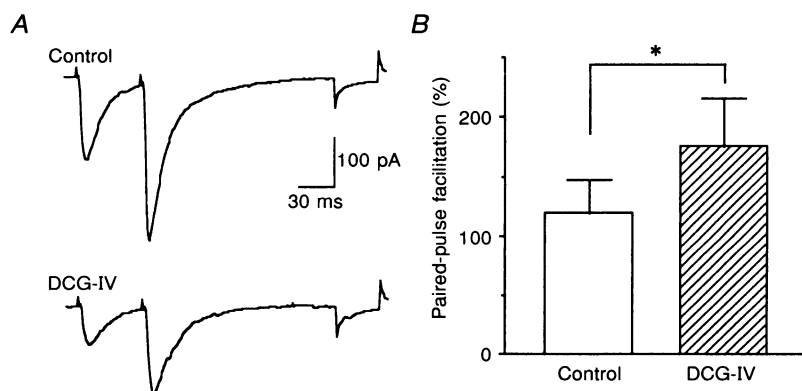 A
Control
100 pA
30 ms
DCG-IV
B
*
Paired-pulse facilitation (%)
200
100
0
Control
DCG-IV